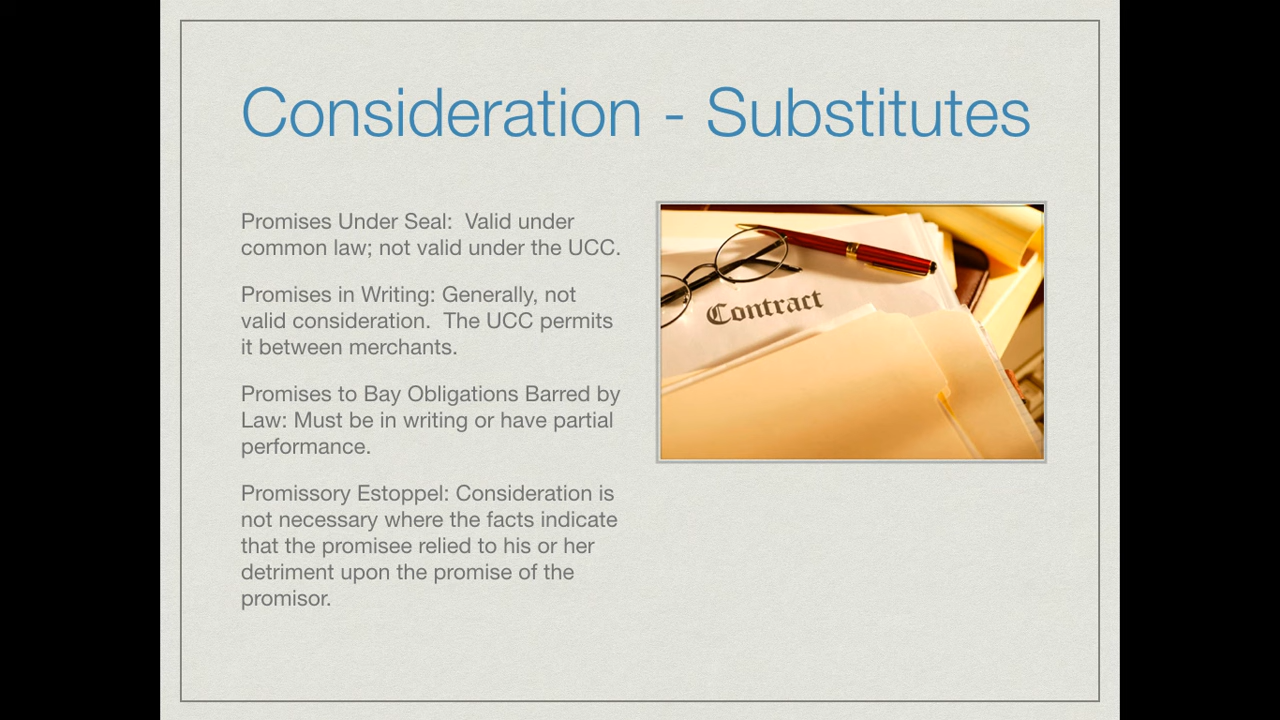 Consideration - Substitutes
Promises Under Seal:  Valid under
common law; not valid under the UCC.
Promises in Writing: Generally, not
valid consideration.  The UCC permits
it between merchants.
Promises to Bay Obligations Barred by
Law: Must be in writing or have partial
performance.
Promissory Estoppel: Consideration is
not necessary where the facts indicate
that the promisee relied to his or her
detriment upon the promise of the
promisor.
Contract